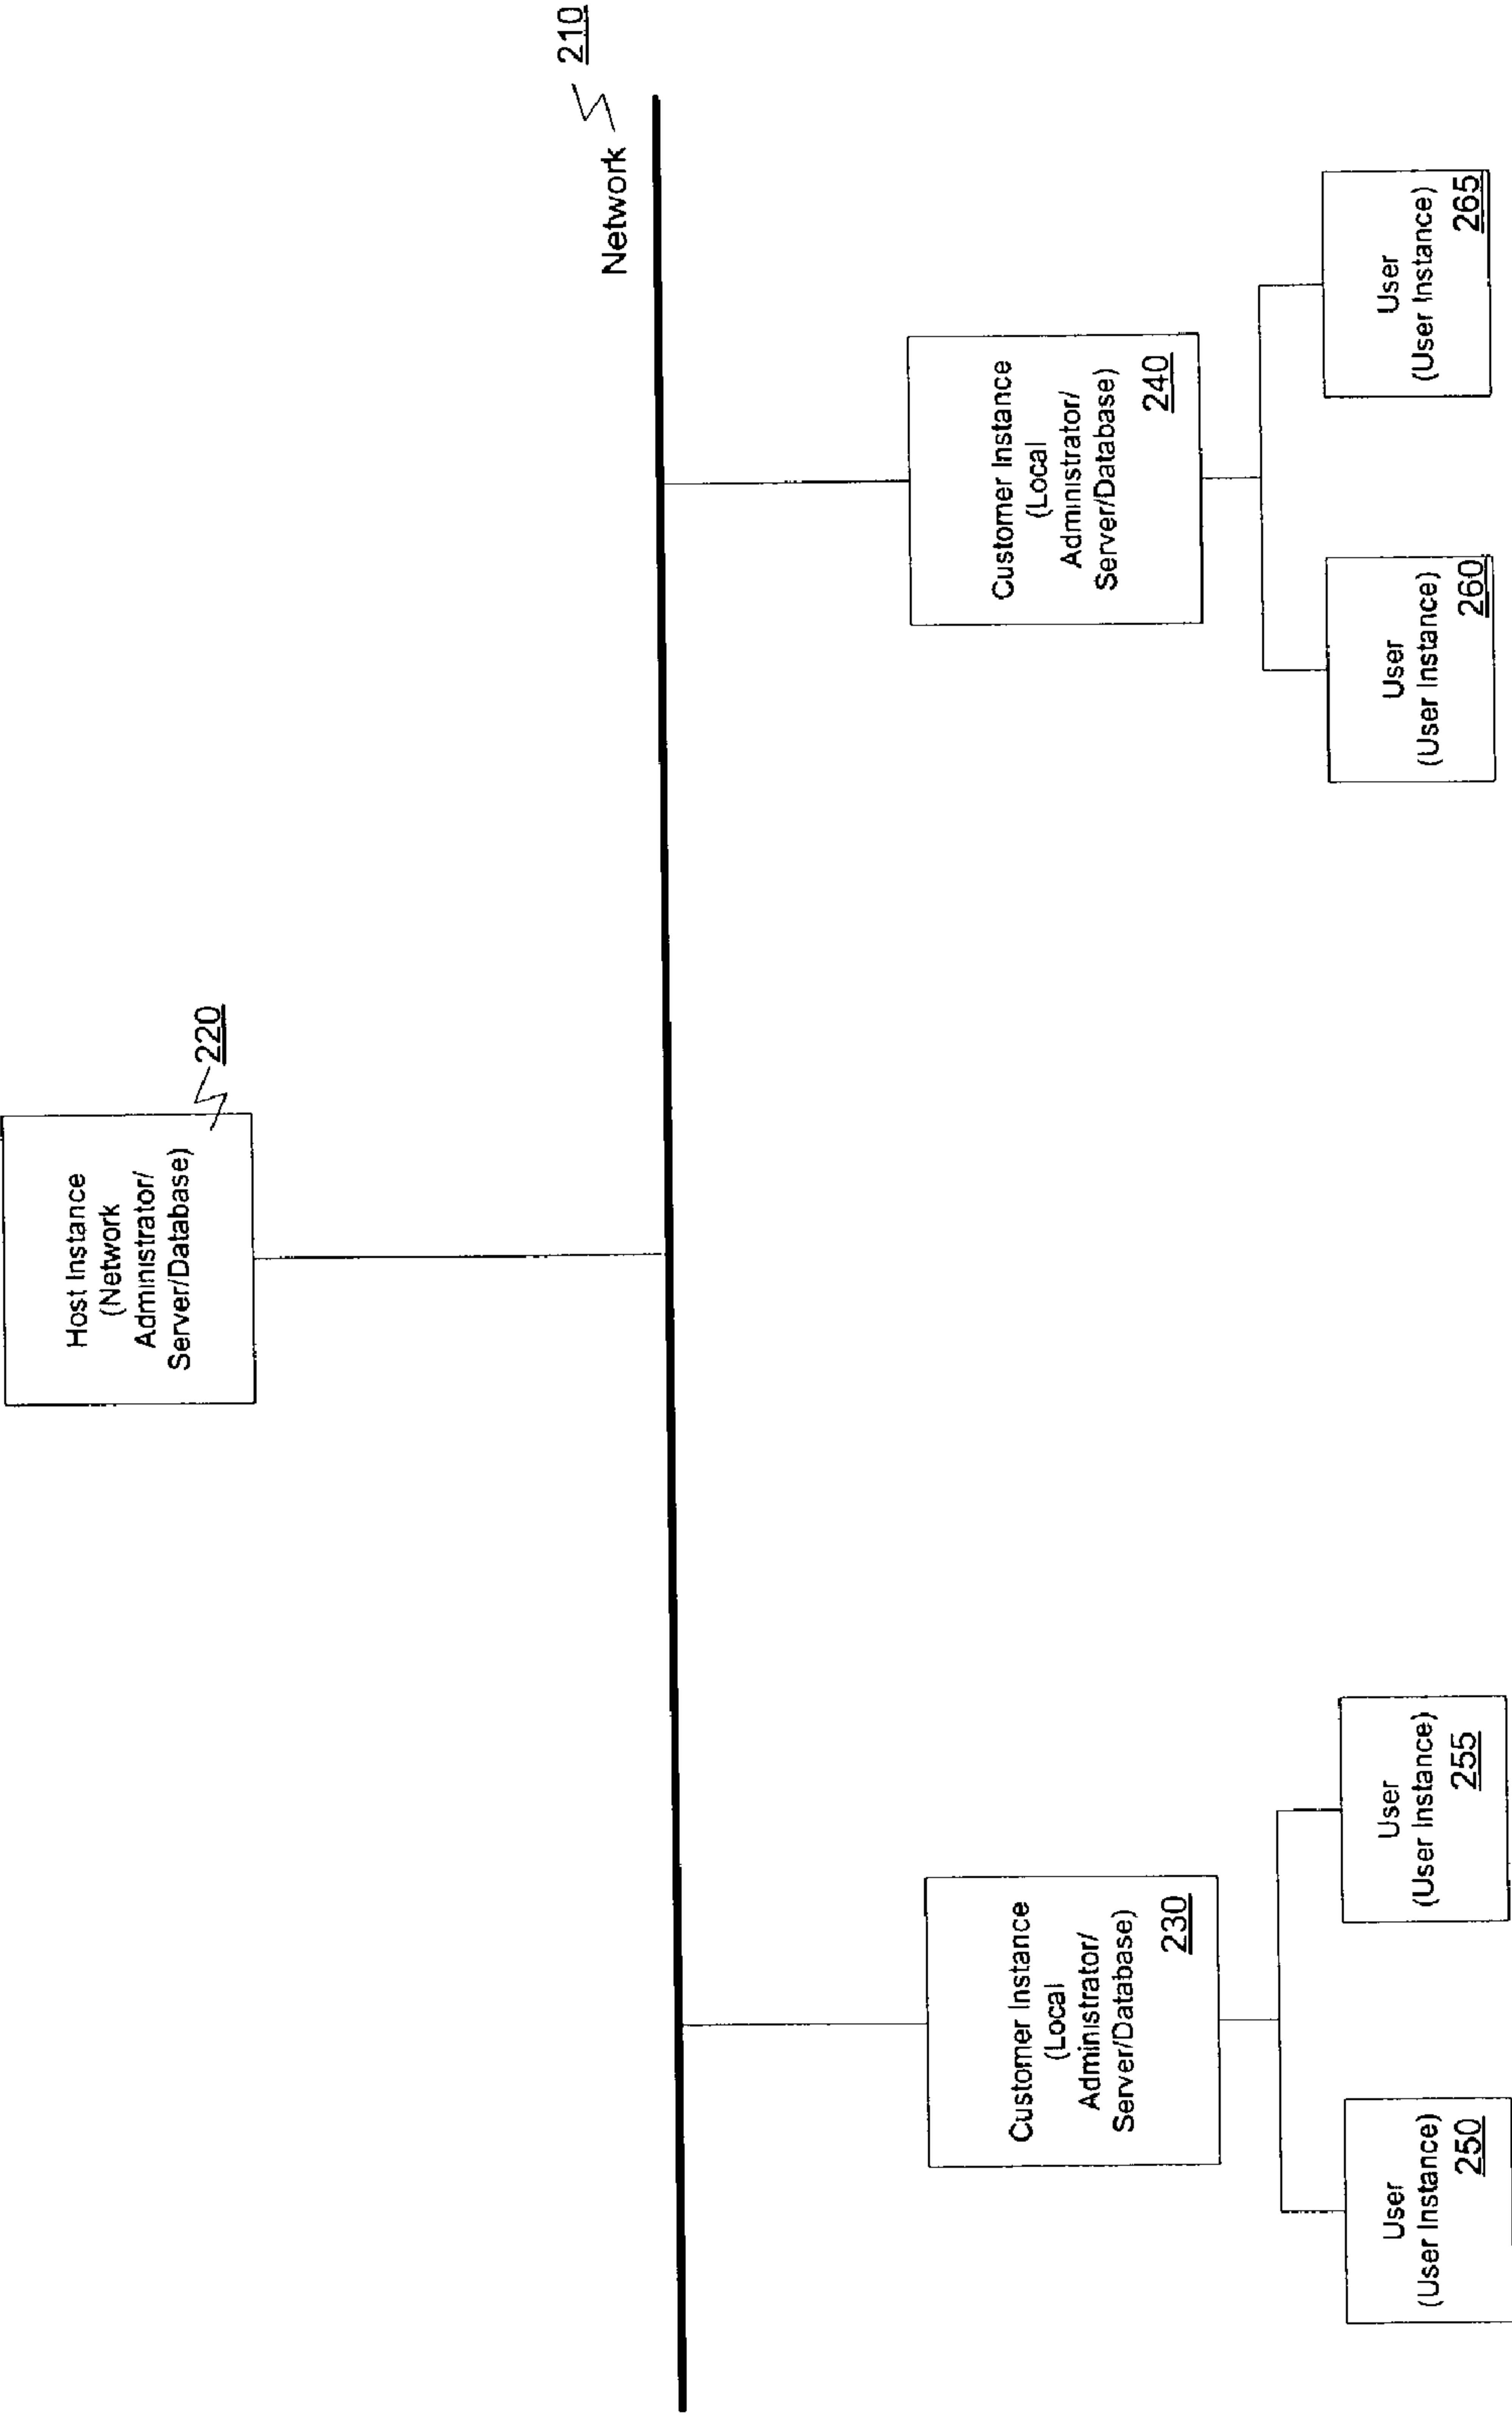 Host Instance
(Network
Administrator/
Server/Database)
220
Network
210
Customer Instance
(Local
Administrator/
Server/Database)
230
Customer Instance
(Local
Administrator/
Server/Database)
240
User
(User Instance)
250
User
(User Instance)
255
User
(User Instance)
260
User
(User Instance)
265